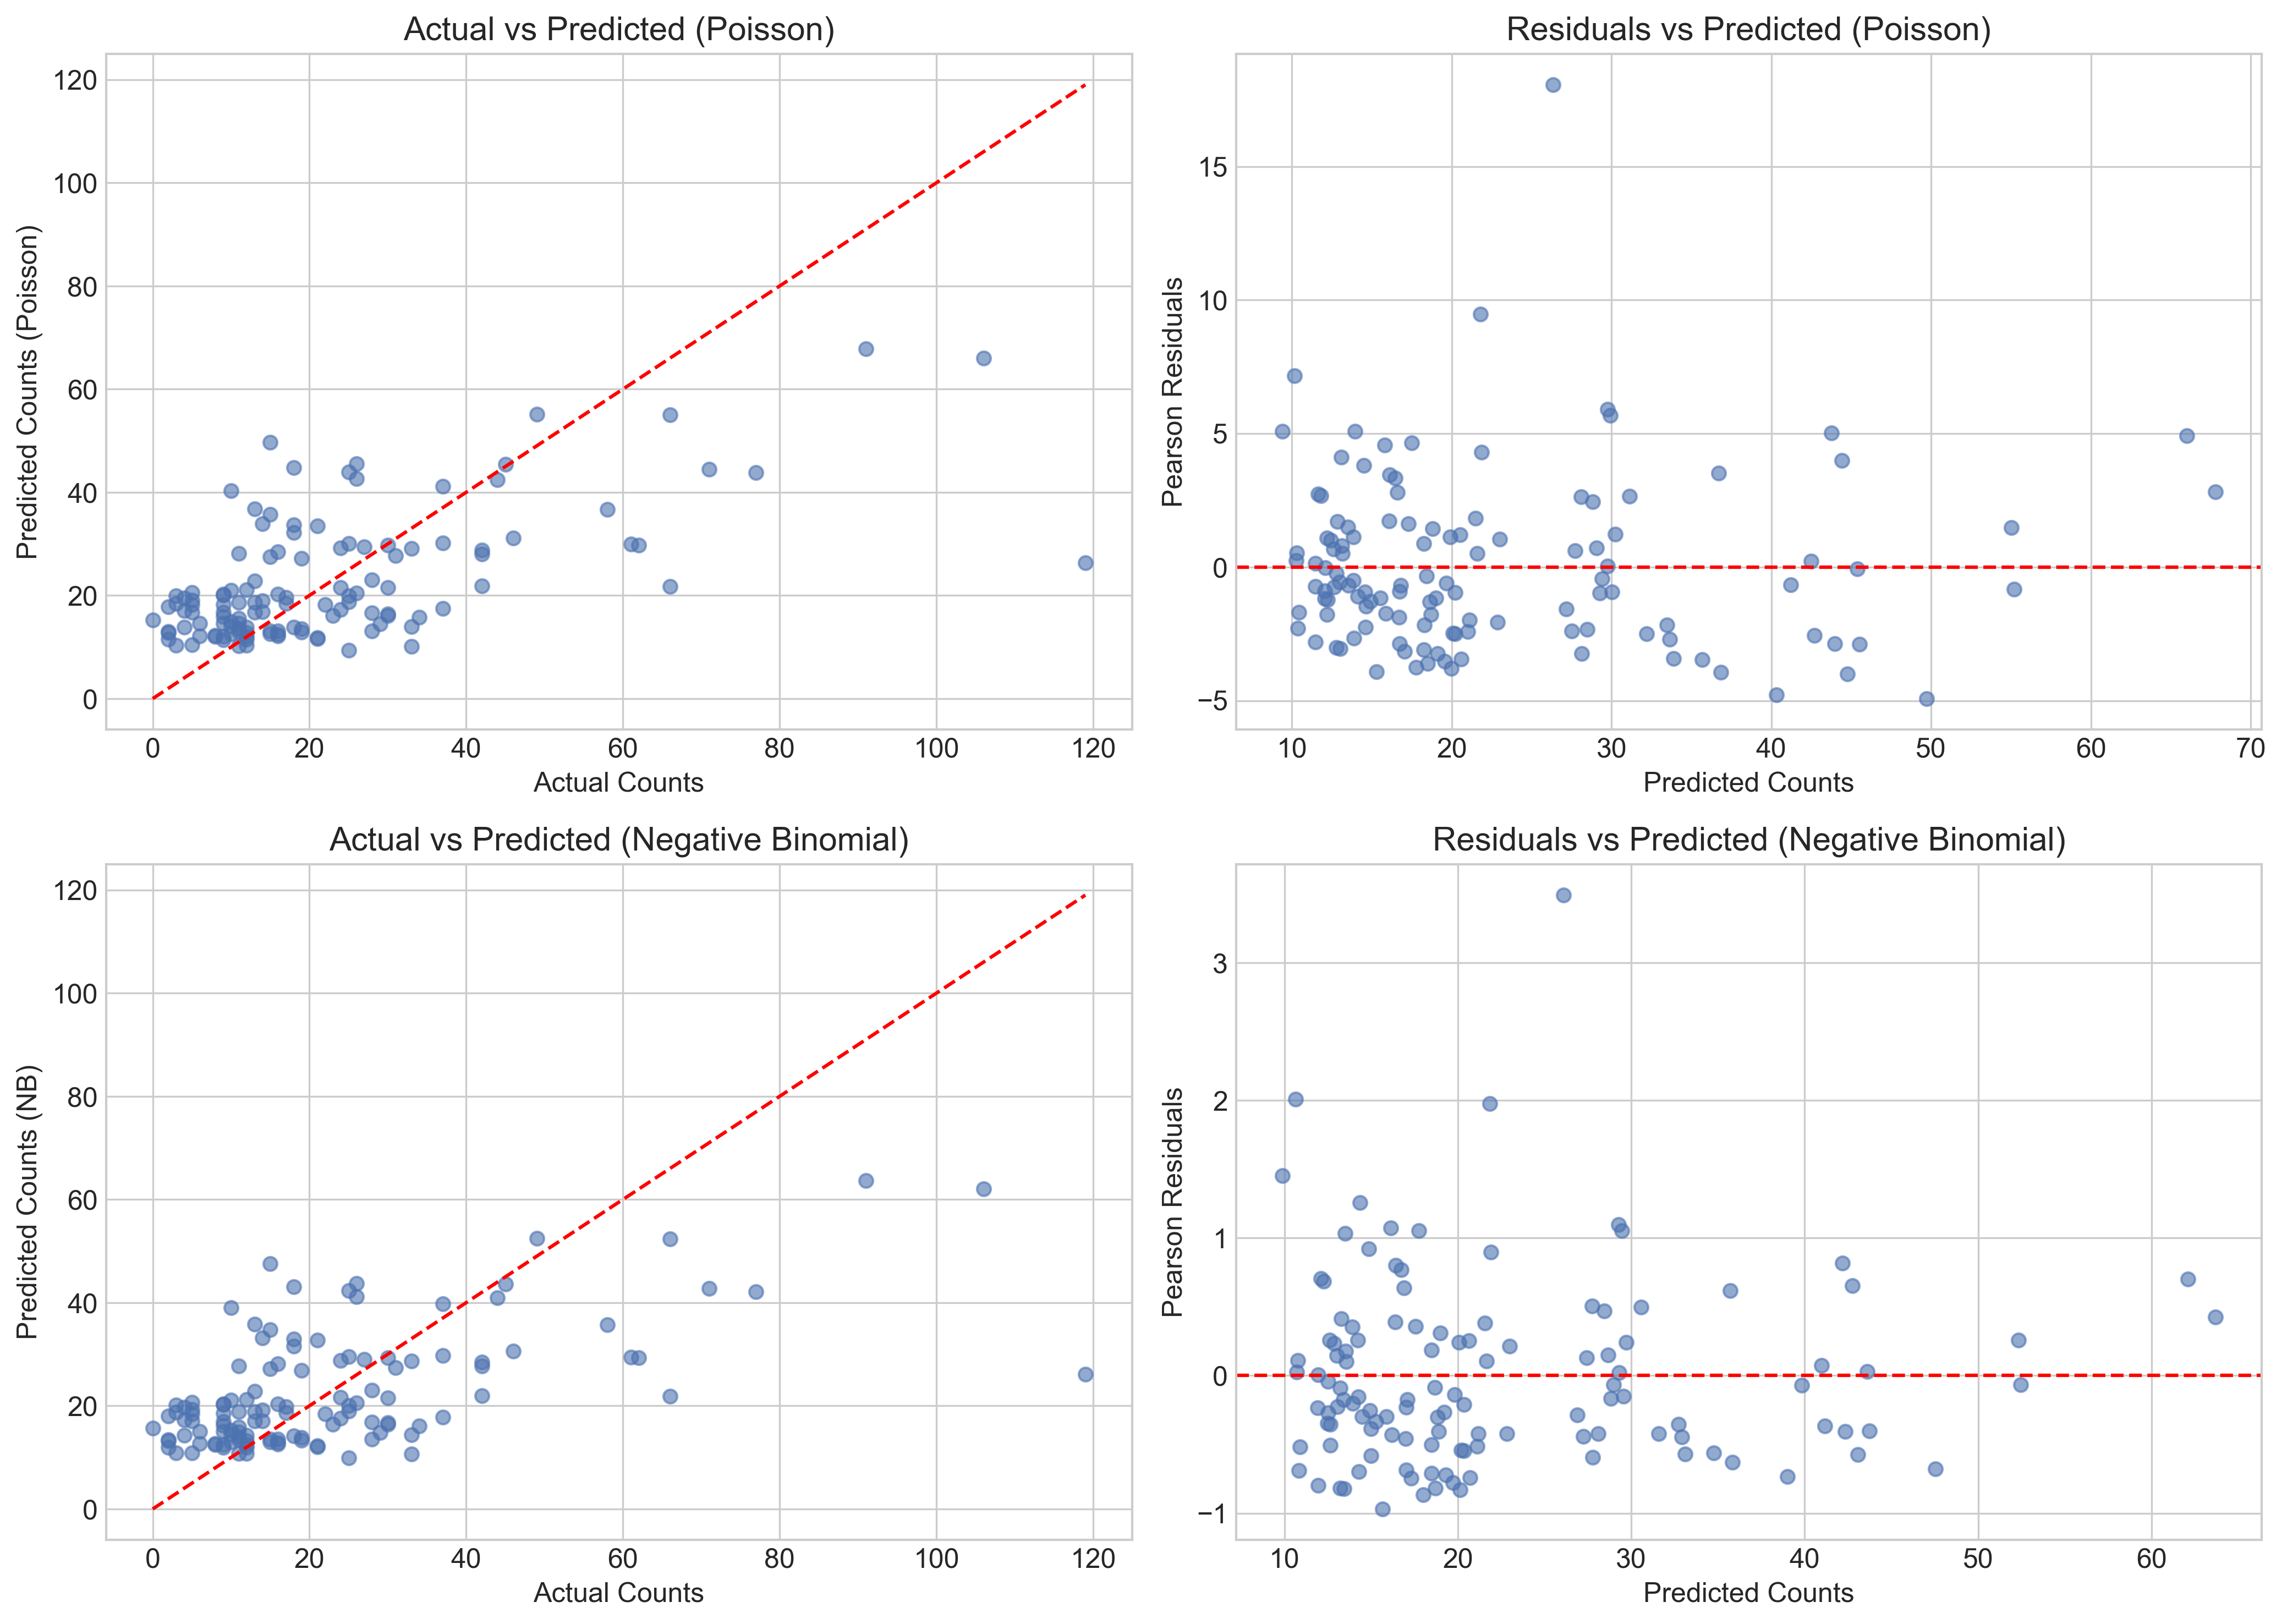 Actual vs Predicted (Poisson)
Predicted Counts (Poisson)
120
100
80
60
40
20
0
0 20 40 60 80 100 120
Actual Counts
Residuals vs Predicted (Poisson)
Pearson Residuals
15
10
5
0
−5
10 20 30 40 50 60 70
Predicted Counts
Actual vs Predicted (Negative Binomial)
Predicted Counts (NB)
120
100
80
60
40
20
0
0 20 40 60 80 100 120
Actual Counts
Residuals vs Predicted (Negative Binomial)
Pearson Residuals
3
2
1
0
−1
10 20 30 40 50 60
Predicted Counts